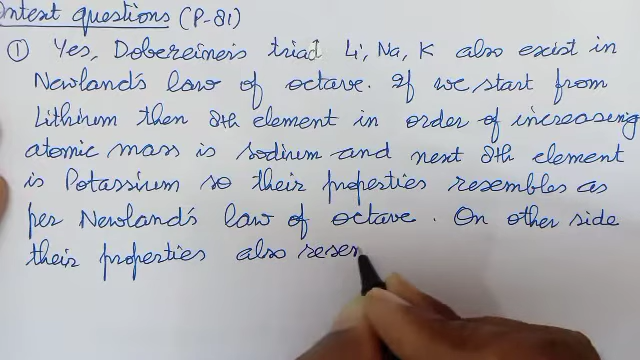 Intext questions (P-81)
① Yes, Dobereiner's triad Li, Na, K also exist in
Newland's law of octave. If we start from
Lithium then 8th element in order of increasing
atomic mass is sodium and next 8th element
is Potassium so their properties resembles as
per Newland's law of octave. On other side
their properties also resem